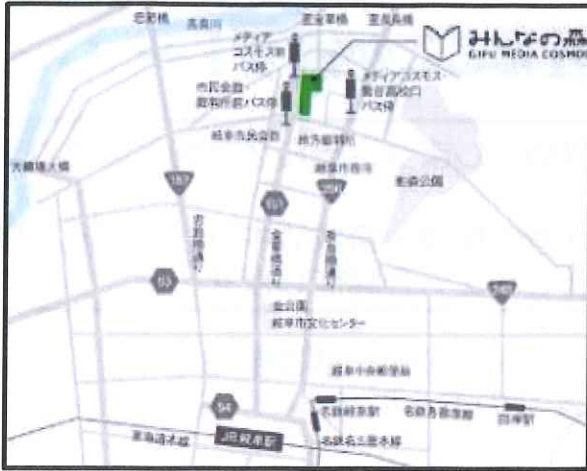 忠節橋
長良川
金華橋
長良橋
みんなの森
GIFU MEDIA COSMOS
メディア
コスモス前
バス停
市民会館・
裁判所前バス停
メディアコスモス
鶯谷高校口
バス停
岐阜市民会館
地方裁判所
岐阜市役所
大縄場大橋
岐阜公園
157
53
256
忠節橋通り
金華橋通り
長良橋通り
53
248
金公園
岐阜市文化センター
岐阜中央郵便局
54
名鉄岐阜駅
名鉄各務原線
田神駅
東海道本線
JR岐阜駅
名鉄名古屋本線